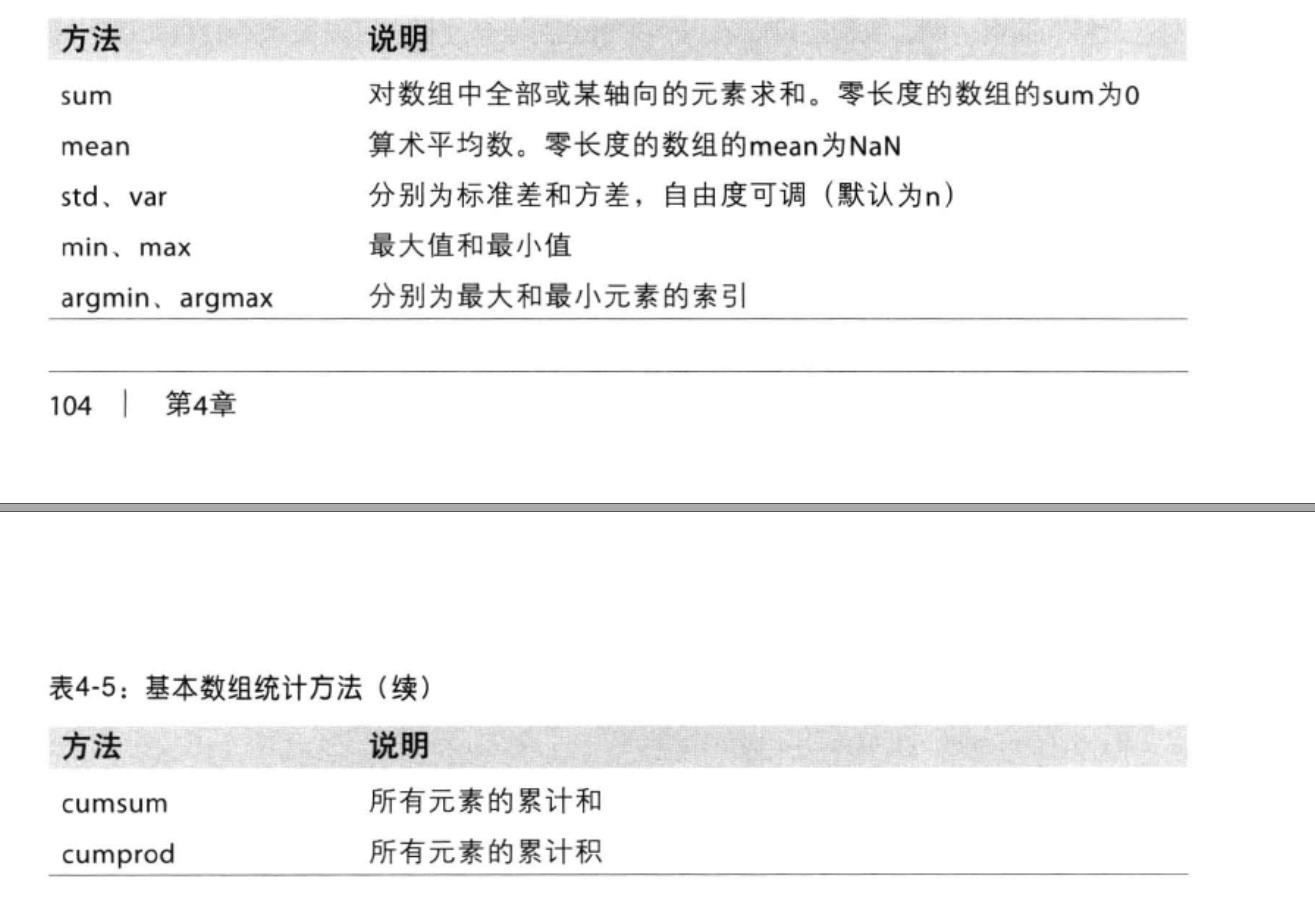 方法 说明
sum 对数组中全部或某轴向的元素求和。零长度的数组的sum为0
mean 算术平均数。零长度的数组的mean为NaN
std、var 分别为标准差和方差，自由度可调（默认为n）
min、max 最大值和最小值
argmin、argmax 分别为最大和最小元素的索引
104 | 第4章
表4-5：基本数组统计方法（续）
方法 说明
cumsum 所有元素的累计和
cumprod 所有元素的累计积